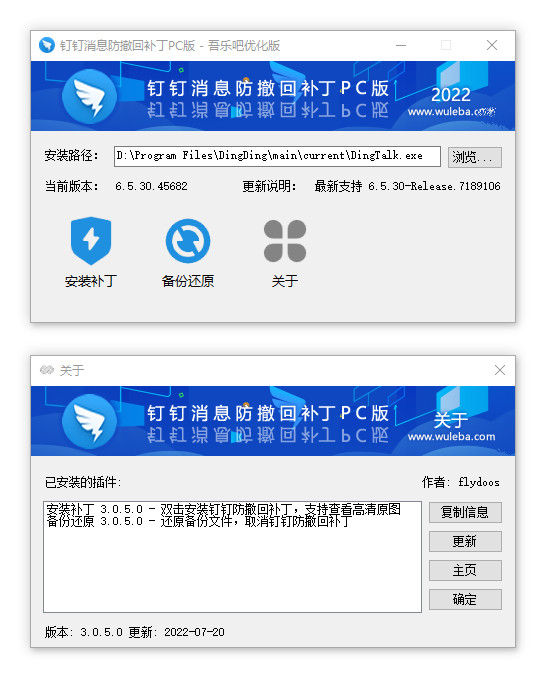 钉钉消息防撤回补丁PC版 - 吾乐吧优化版
钉钉消息防撤回补丁PC版
2022
www.wuleba.com
安装路径:
D:\Program Files\DingDing\main\current\DingTalk.exe
浏览...
当前版本: 6.5.30.45682
更新说明: 最新支持 6.5.30-Release.7189106
安装补丁
备份还原
关于
关于
钉钉消息防撤回补丁PC版
关于
www.wuleba.com
已安装的插件:
作者: flydoos
安装补丁 3.0.5.0 - 双击安装钉钉防撤回补丁,支持查看高清原图
备份还原 3.0.5.0 - 还原备份文件,取消钉钉防撤回补丁
复制信息
更新
主页
确定
版本: 3.0.5.0 更新: 2022-07-20